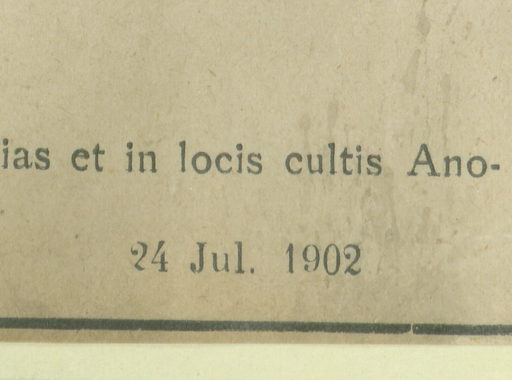 ias et in locis cultis Ano-
24 Jul. 1902